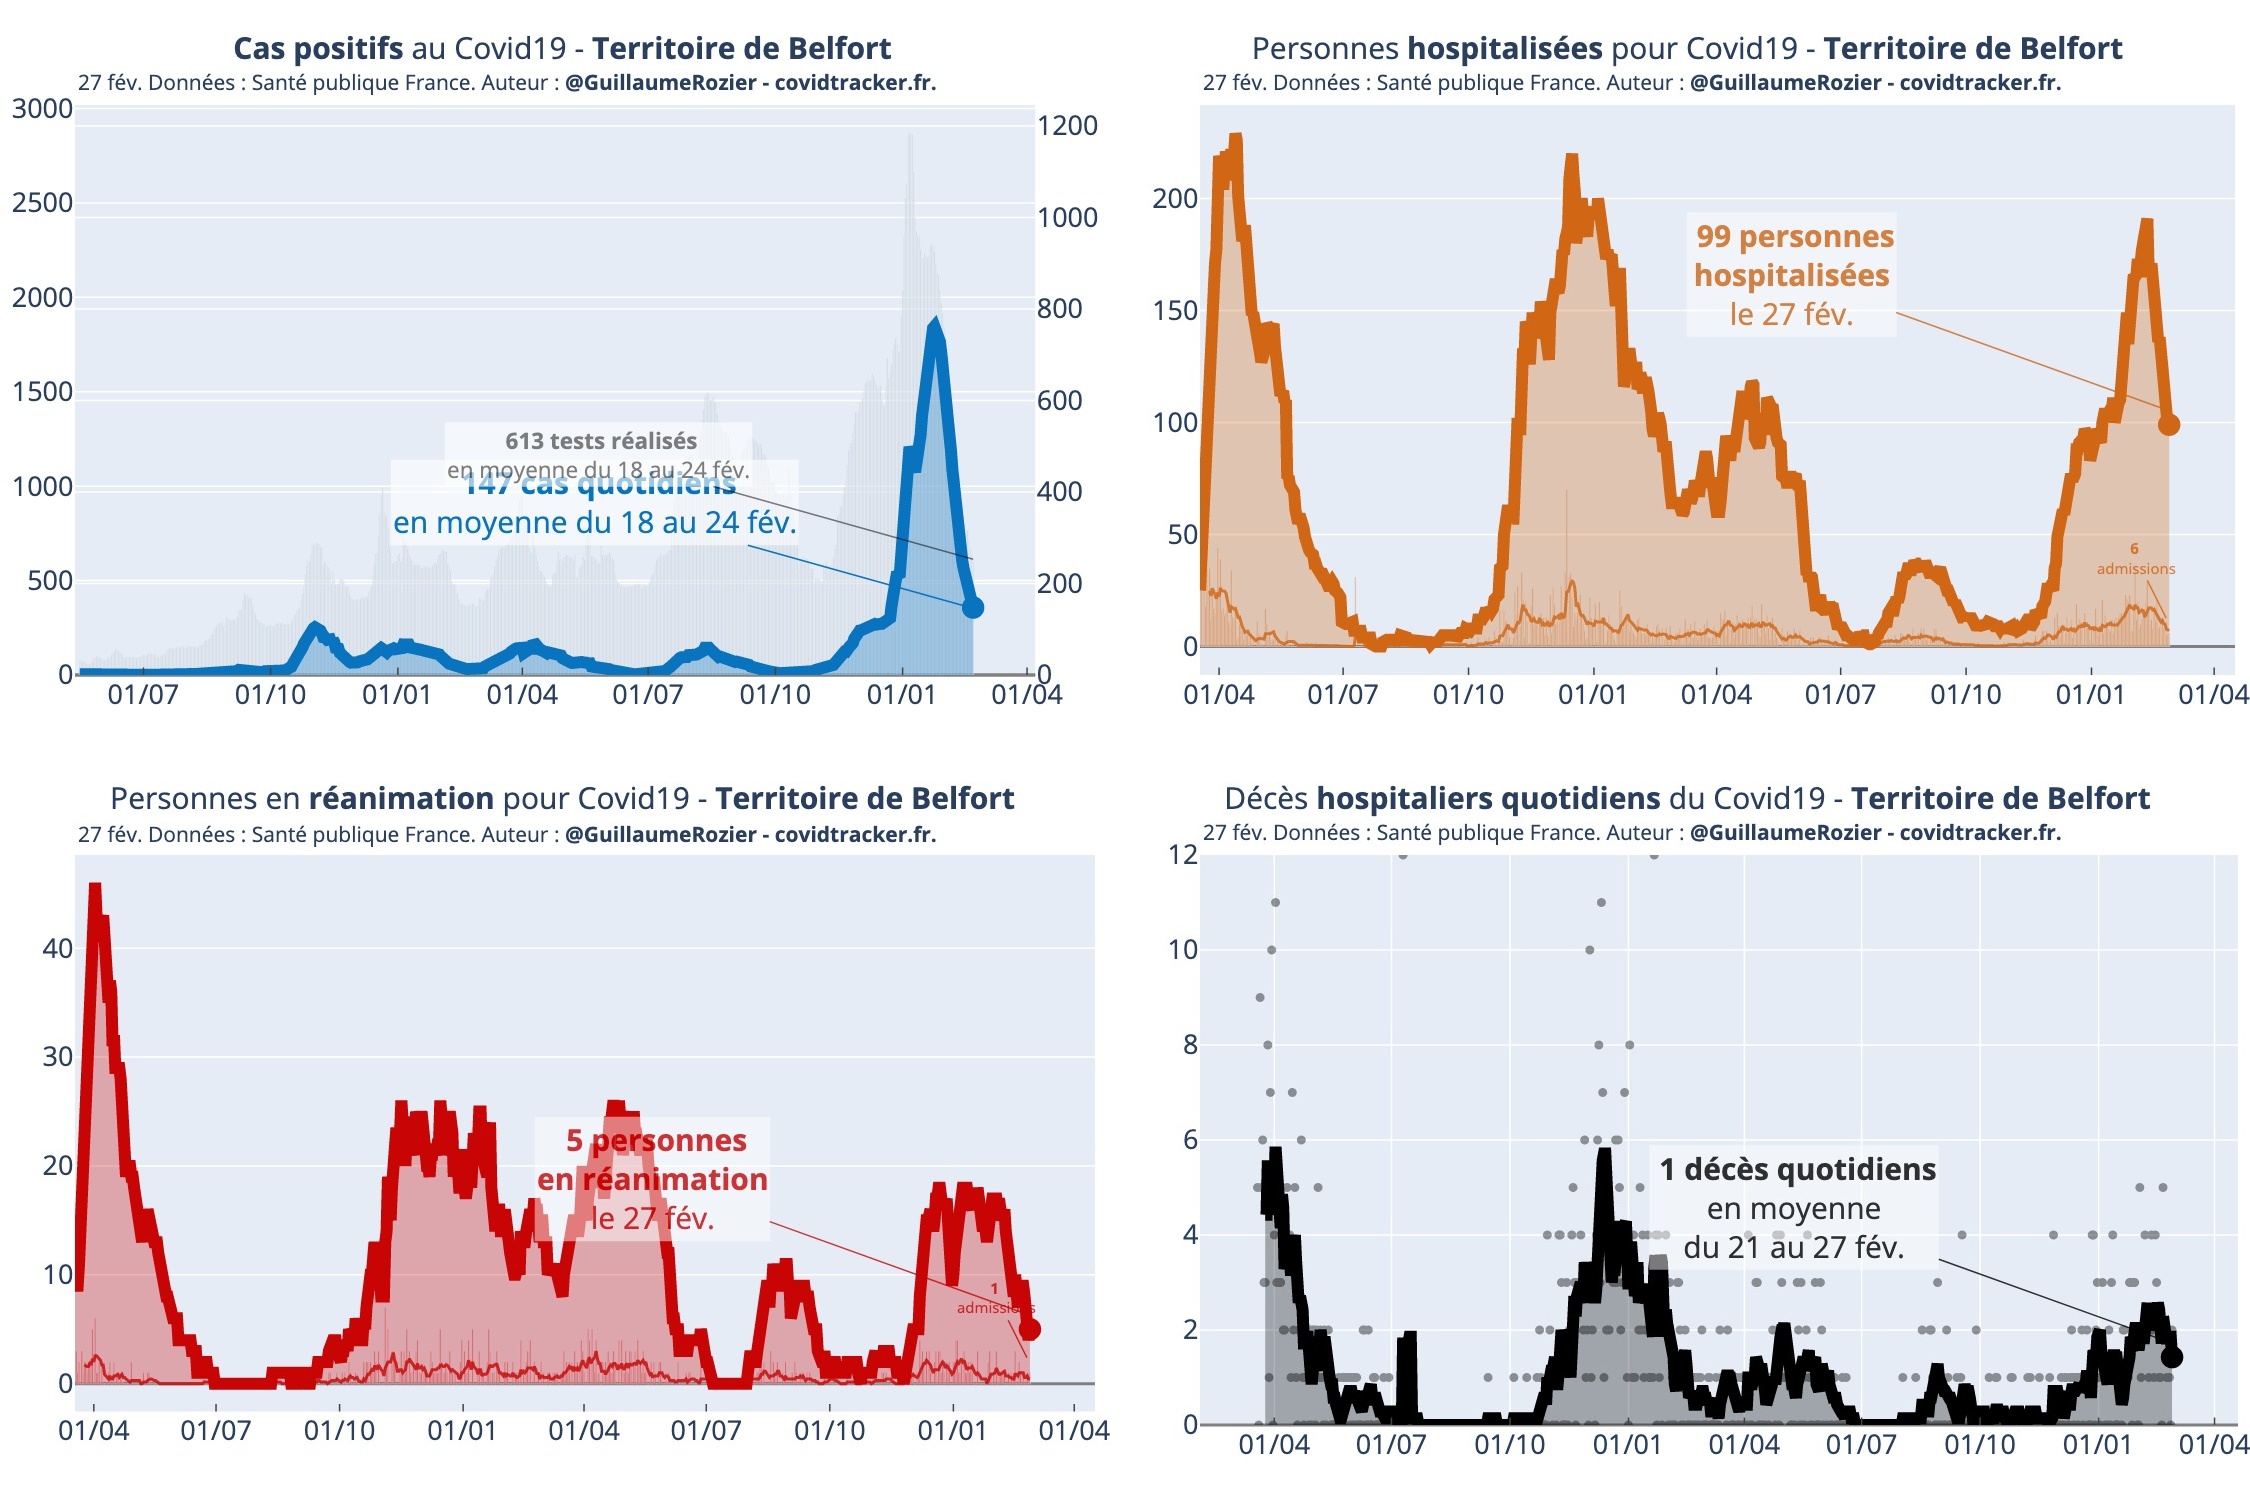 Cas positifs au Covid19 - Territoire de Belfort
27 fév. Données : Santé publique France. Auteur : @GuillaumeRozier - covidtracker.fr.
3000
2500
2000
1500
1000
500
0
1200
1000
800
600
400
200
0
613 tests réalisés
en moyenne du 18 au 24 fév.
147 cas quotidiens
en moyenne du 18 au 24 fév.
01/07 01/10 01/01 01/04 01/07 01/10 01/01 01/04
Personnes hospitalisées pour Covid19 - Territoire de Belfort
27 fév. Données : Santé publique France. Auteur : @GuillaumeRozier - covidtracker.fr.
200
150
100
50
0
99 personnes
hospitalisées
le 27 fév.
6
admissions
01/04 01/07 01/10 01/01 01/04 01/07 01/10 01/01 01/04
Personnes en réanimation pour Covid19 - Territoire de Belfort
27 fév. Données : Santé publique France. Auteur : @GuillaumeRozier - covidtracker.fr.
40
30
20
10
0
5 personnes
en réanimation
le 27 fév.
1
admissions
01/04 01/07 01/10 01/01 01/04 01/07 01/10 01/01 01/04
Décès hospitaliers quotidiens du Covid19 - Territoire de Belfort
27 fév. Données : Santé publique France. Auteur : @GuillaumeRozier - covidtracker.fr.
12
10
8
6
4
2
0
1 décès quotidiens
en moyenne
du 21 au 27 fév.
01/04 01/07 01/10 01/01 01/04 01/07 01/10 01/01 01/04